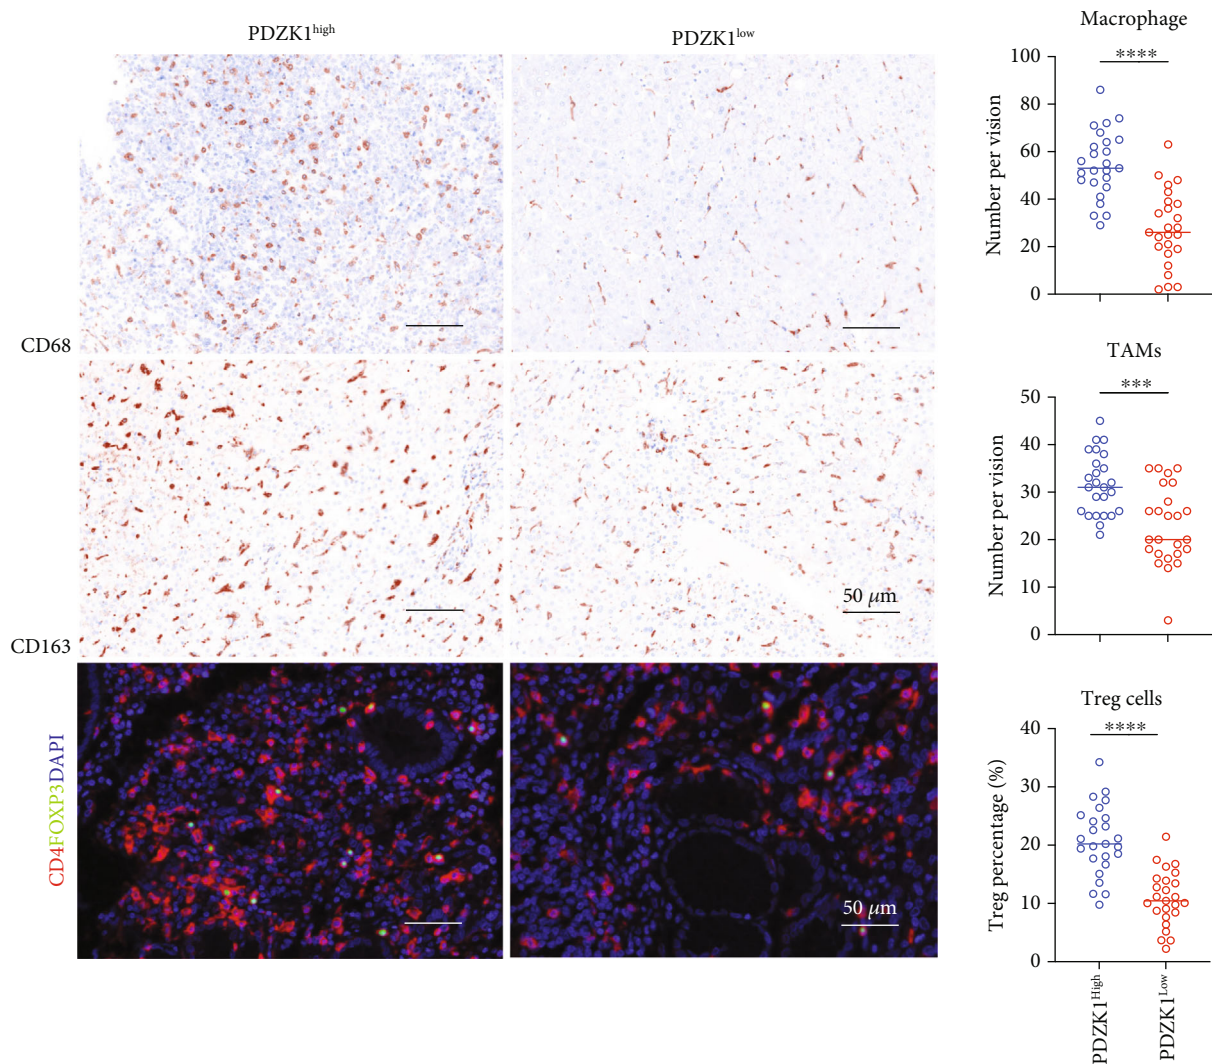 PDZK1high
PDZK1low
CD68
CD163
50 μm
CD4FOXP3DAPI
50 μm
Macrophage
****
Number per vision
100
80
60
40
20
0
TAMs
***
Number per vision
50
40
30
20
10
0
Treg cells
****
Treg percentage (%)
40
30
20
10
0
PDZK1High
PDZK1Low